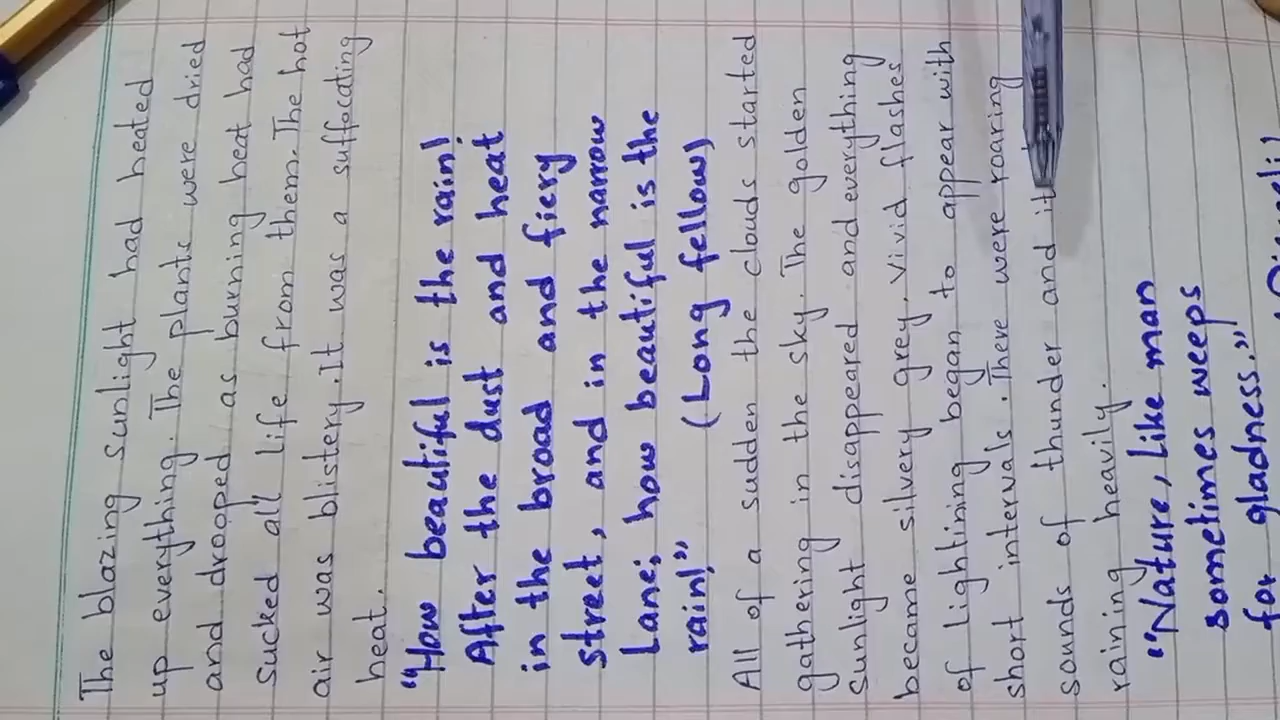 The blazing sunlight had heated
up everything. The plants were dried
and drooped as burning heat had
sucked all life from them. The hot
air was blistery. It was a suffocating
heat.
"How beautiful is the rain!
After the dust and heat
in the broad and fiery
street, and in the narrow
Lane; how beautiful is the
rain!"
(Long fellow)
All of a sudden the clouds started
gathering in the sky. The golden
sunlight disappeared and everything
became silvery grey. Vivid flashes
of lightining began to appear with
short intervals. There were roaring
sounds of thunder and it
raining heavily.
"Nature, Like man
sometimes weeps
for gladness."